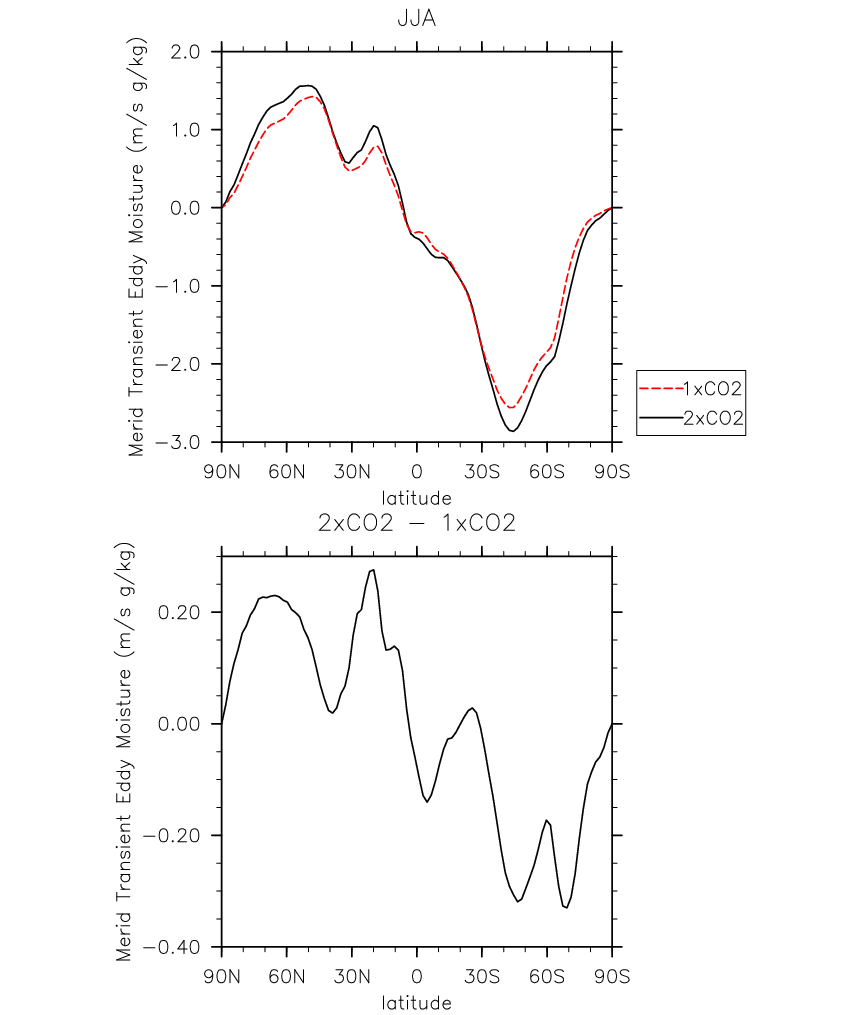 JJA
Merid Transient Eddy Moisture (m/s g/kg)
2.0
1.0
0.0
−1.0
−2.0
−3.0
90N 60N 30N 0 30S 60S 90S
latitude
1xCO2
2xCO2
2xCO2 − 1xCO2
Merid Transient Eddy Moisture (m/s g/kg)
0.20
0.00
−0.20
−0.40
90N 60N 30N 0 30S 60S 90S
latitude